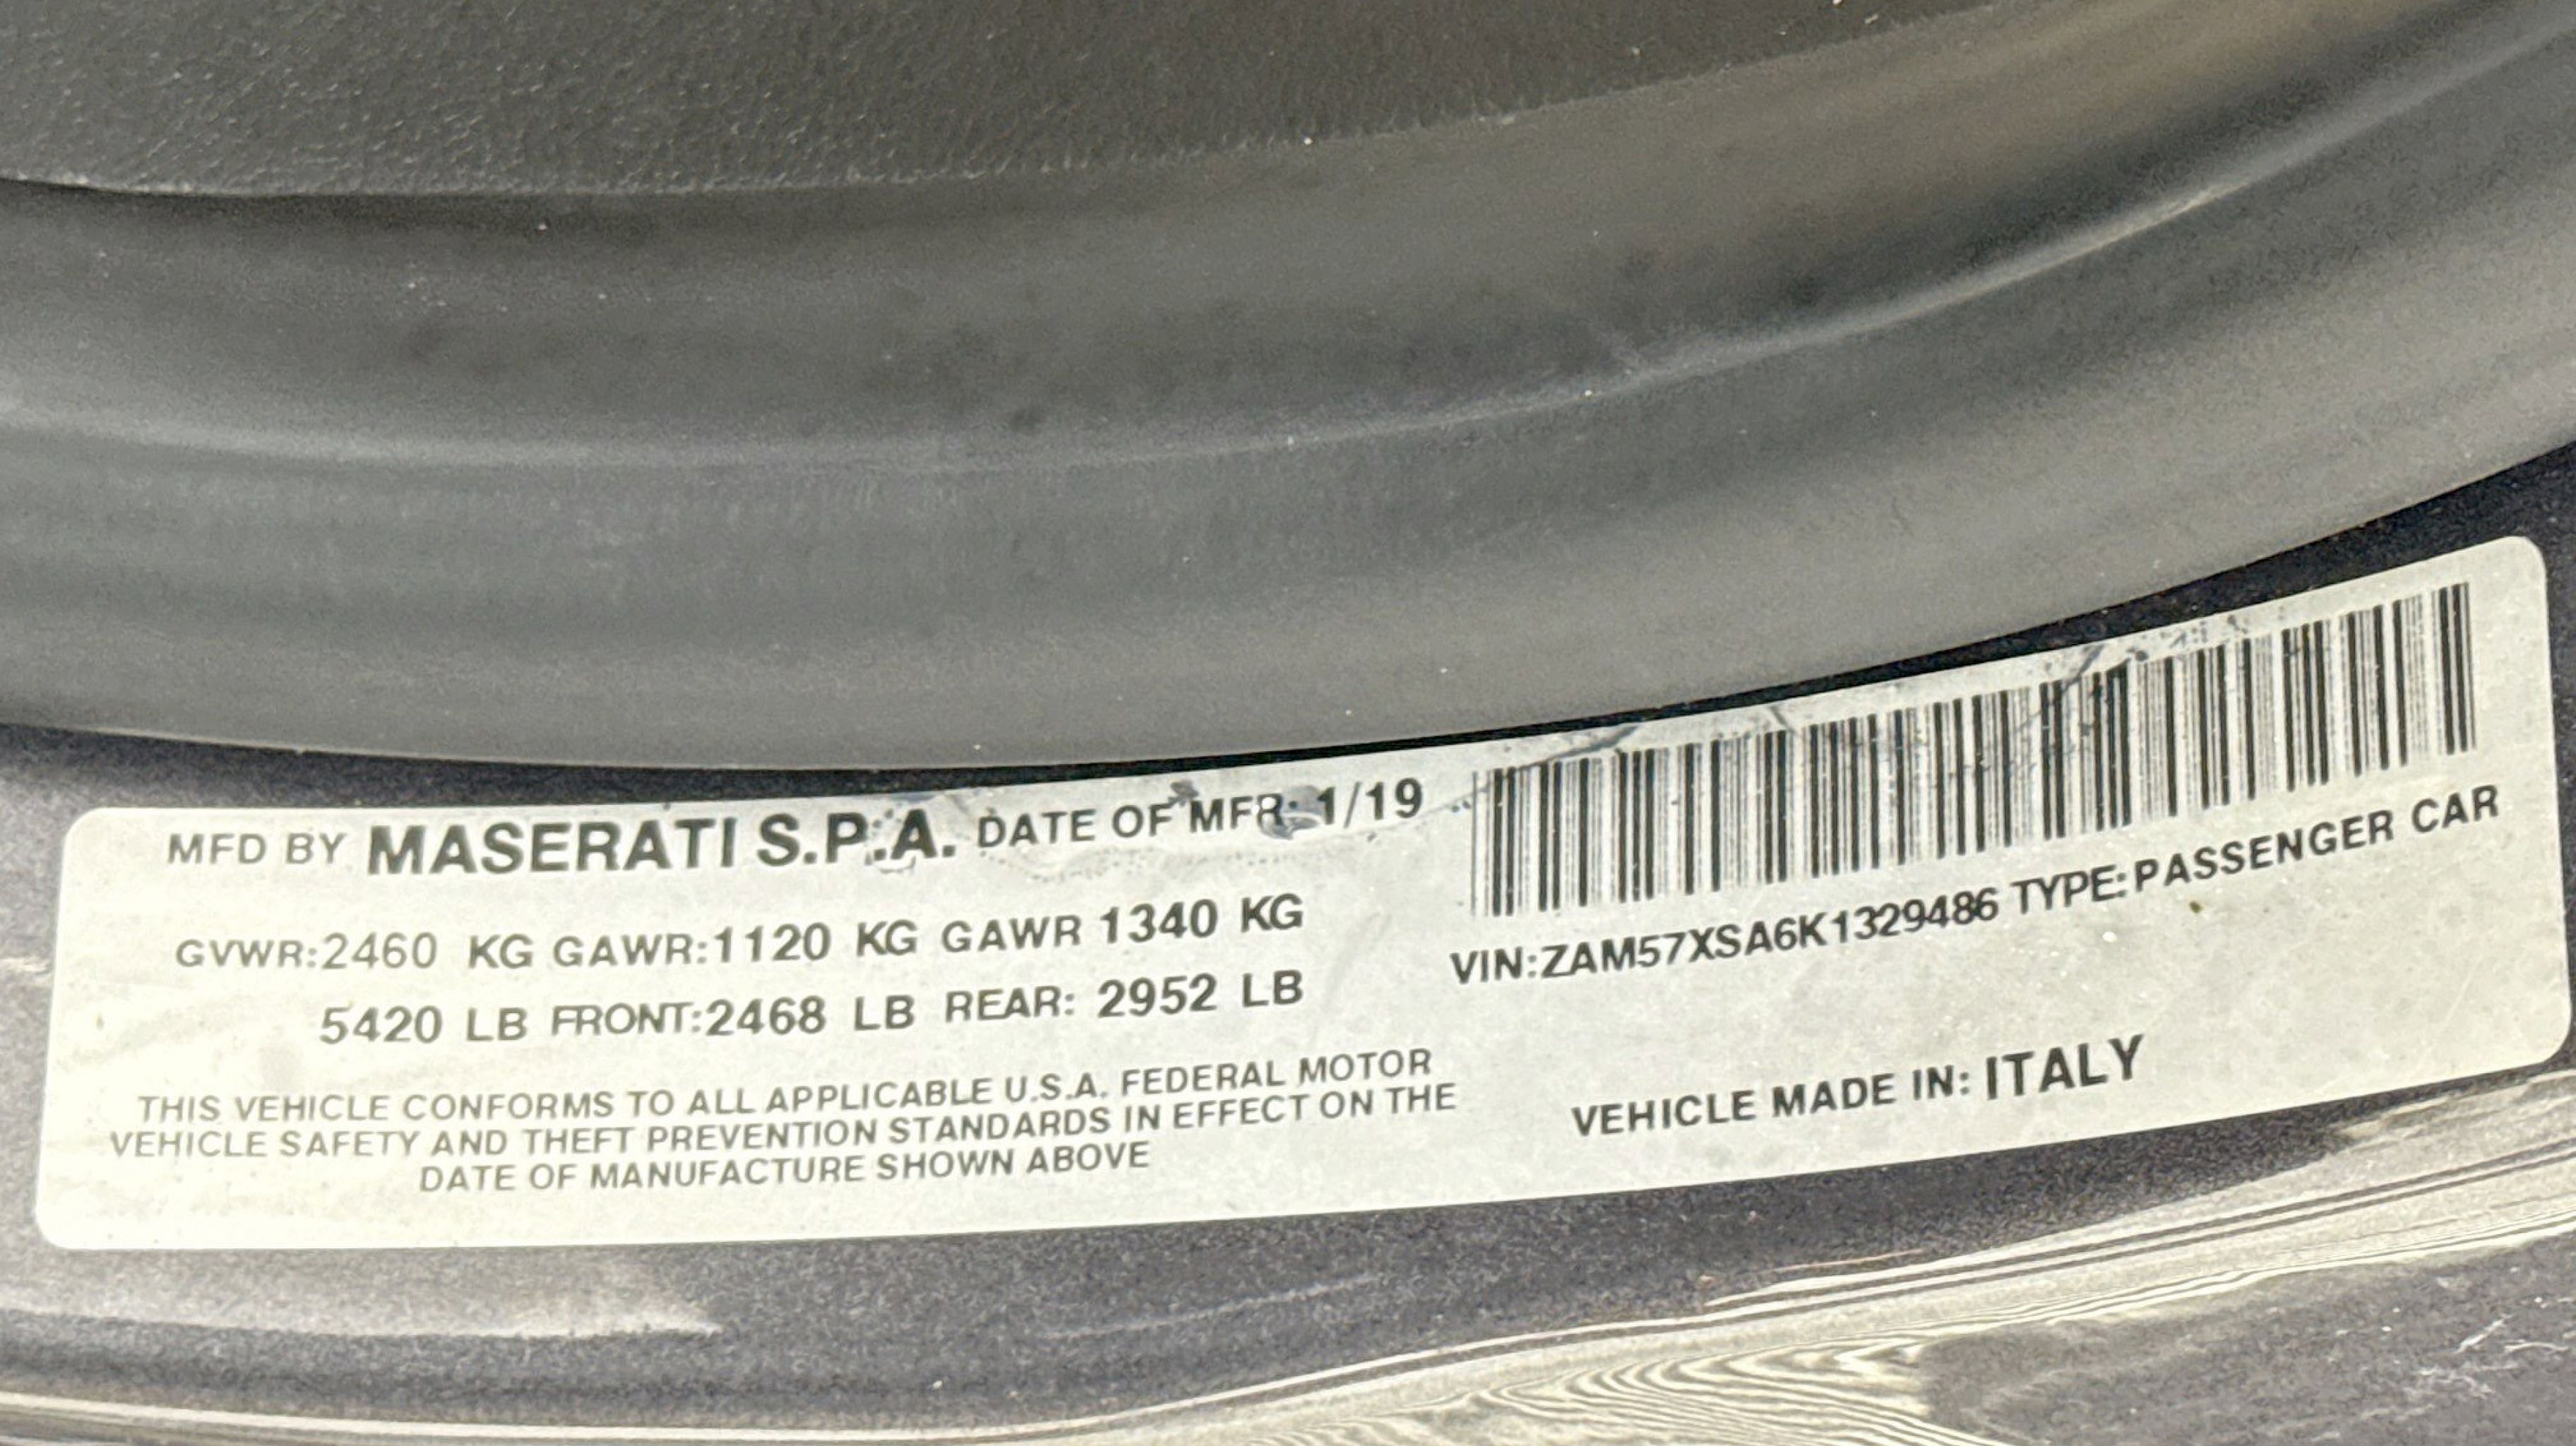 MFD BY MASERATI S.P.A. DATE OF MFR: 1/19
GVWR:2460 KG GAWR:1120 KG GAWR 1340 KG
5420 LB FRONT:2468 LB REAR: 2952 LB
THIS VEHICLE CONFORMS TO ALL APPLICABLE U.S.A. FEDERAL MOTOR
VEHICLE SAFETY AND THEFT PREVENTION STANDARDS IN EFFECT ON THE
DATE OF MANUFACTURE SHOWN ABOVE
VIN:ZAM57XSA6K1329486 TYPE:PASSENGER CAR
VEHICLE MADE IN: ITALY